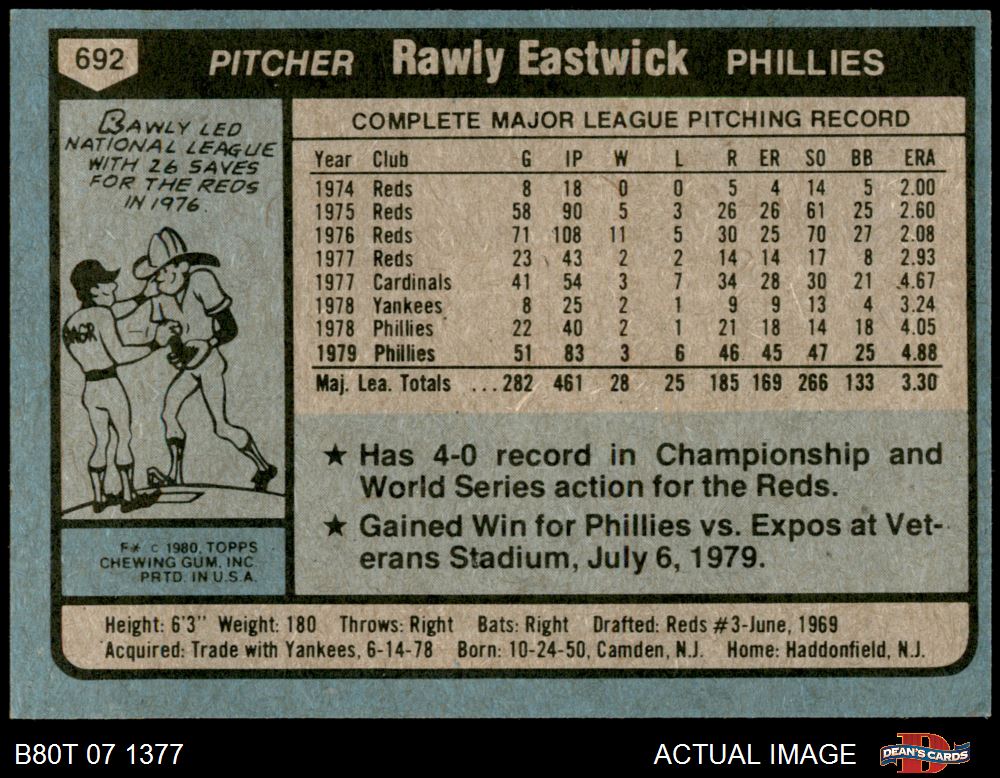 692 PITCHER Rawly Eastwick PHILLIES
RAWLY LED
NATIONAL LEAGUE
WITH 26 SAVES
FOR THE REDS
IN 1976.
MGR
F* © 1980, TOPPS
CHEWING GUM, INC.
PRTD. IN U.S.A.
COMPLETE MAJOR LEAGUE PITCHING RECORD
Year Club G IP W L R ER SO BB ERA
1974 Reds 8 18 0 0 5 4 14 5 2.00
1975 Reds 58 90 5 3 26 26 61 25 2.60
1976 Reds 71 108 11 5 30 25 70 27 2.08
1977 Reds 23 43 2 2 14 14 17 8 2.93
1977 Cardinals 41 54 3 7 34 28 30 21 4.67
1978 Yankees 8 25 2 1 9 9 13 4 3.24
1978 Phillies 22 40 2 1 21 18 14 18 4.05
1979 Phillies 51 83 3 6 46 45 47 25 4.88
Maj. Lea. Totals ...282 461 28 25 185 169 266 133 3.30
★ Has 4-0 record in Championship and
World Series action for the Reds.
★ Gained Win for Phillies vs. Expos at Vet-
erans Stadium, July 6, 1979.
Height: 6'3" Weight: 180 Throws: Right Bats: Right Drafted: Reds #3-June, 1969
Acquired: Trade with Yankees, 6-14-78 Born: 10-24-50, Camden, N.J. Home: Haddonfield, N.J.
B80T 07 1377 ACTUAL IMAGE DEAN'S CARDS